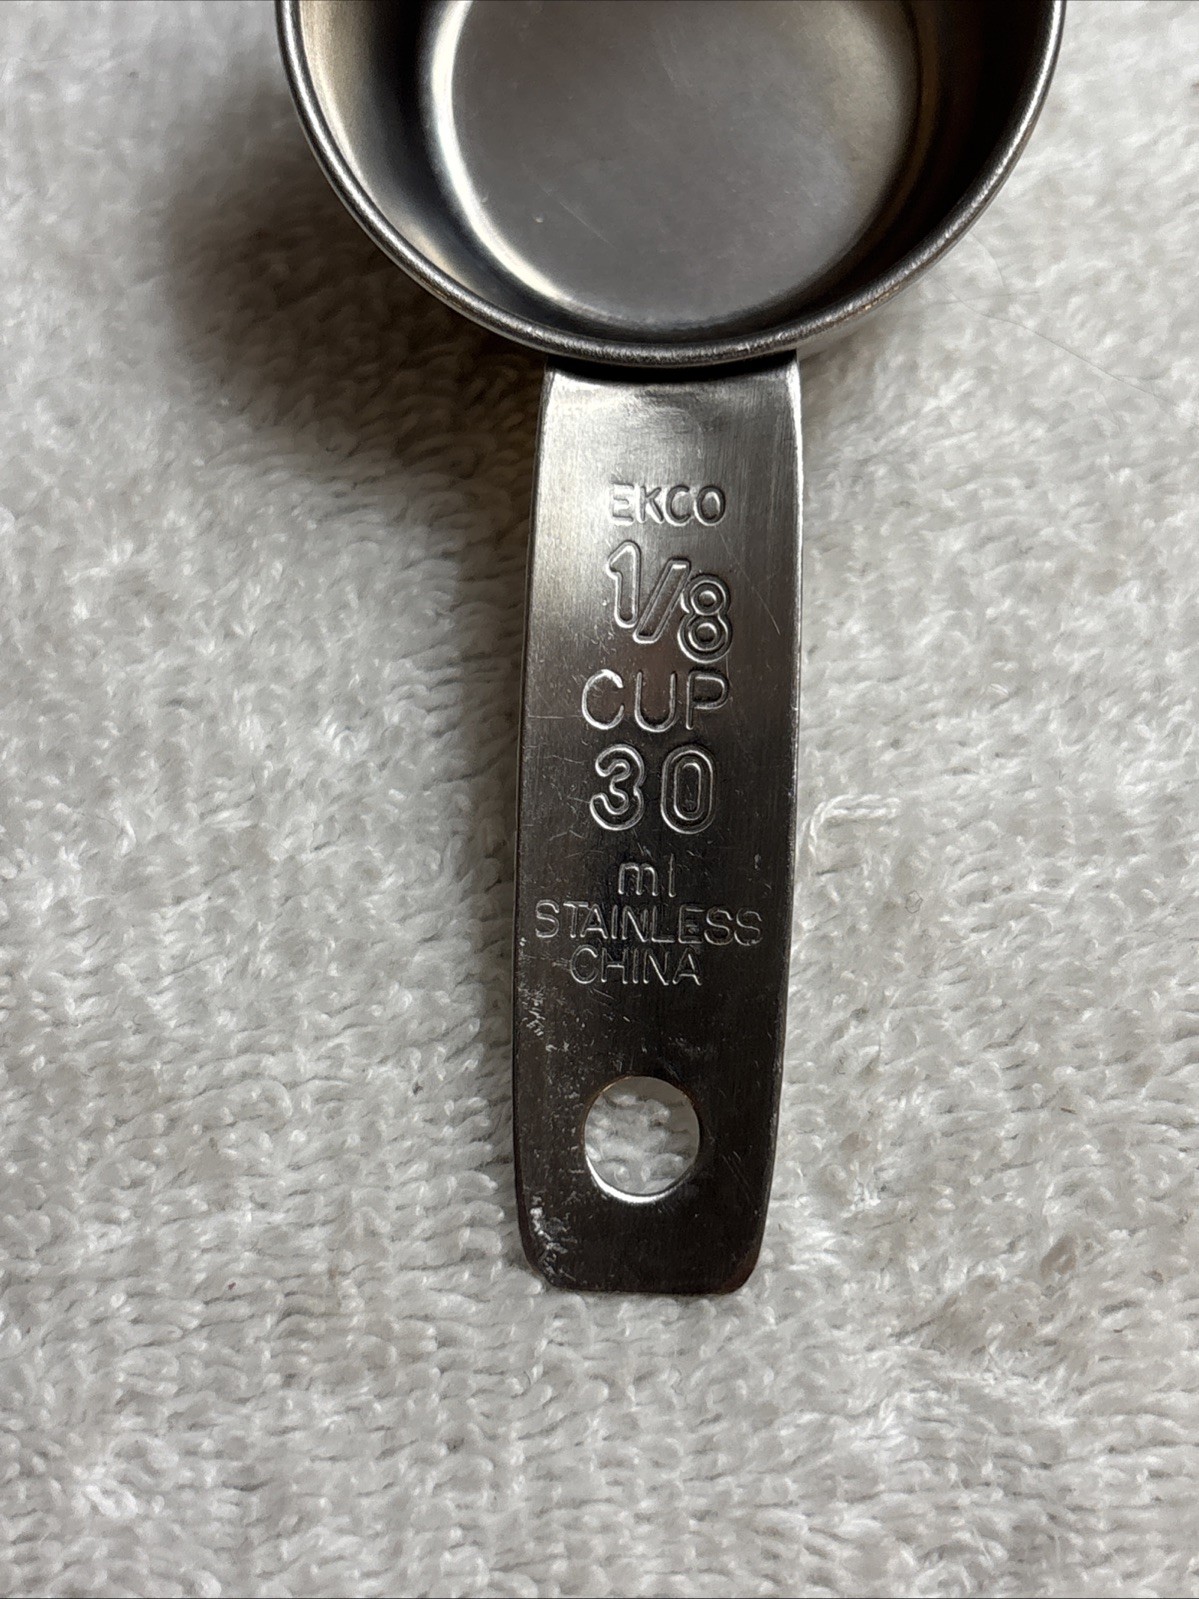 EKCO
1/8
CUP
30
ml
STAINLESS
CHINA